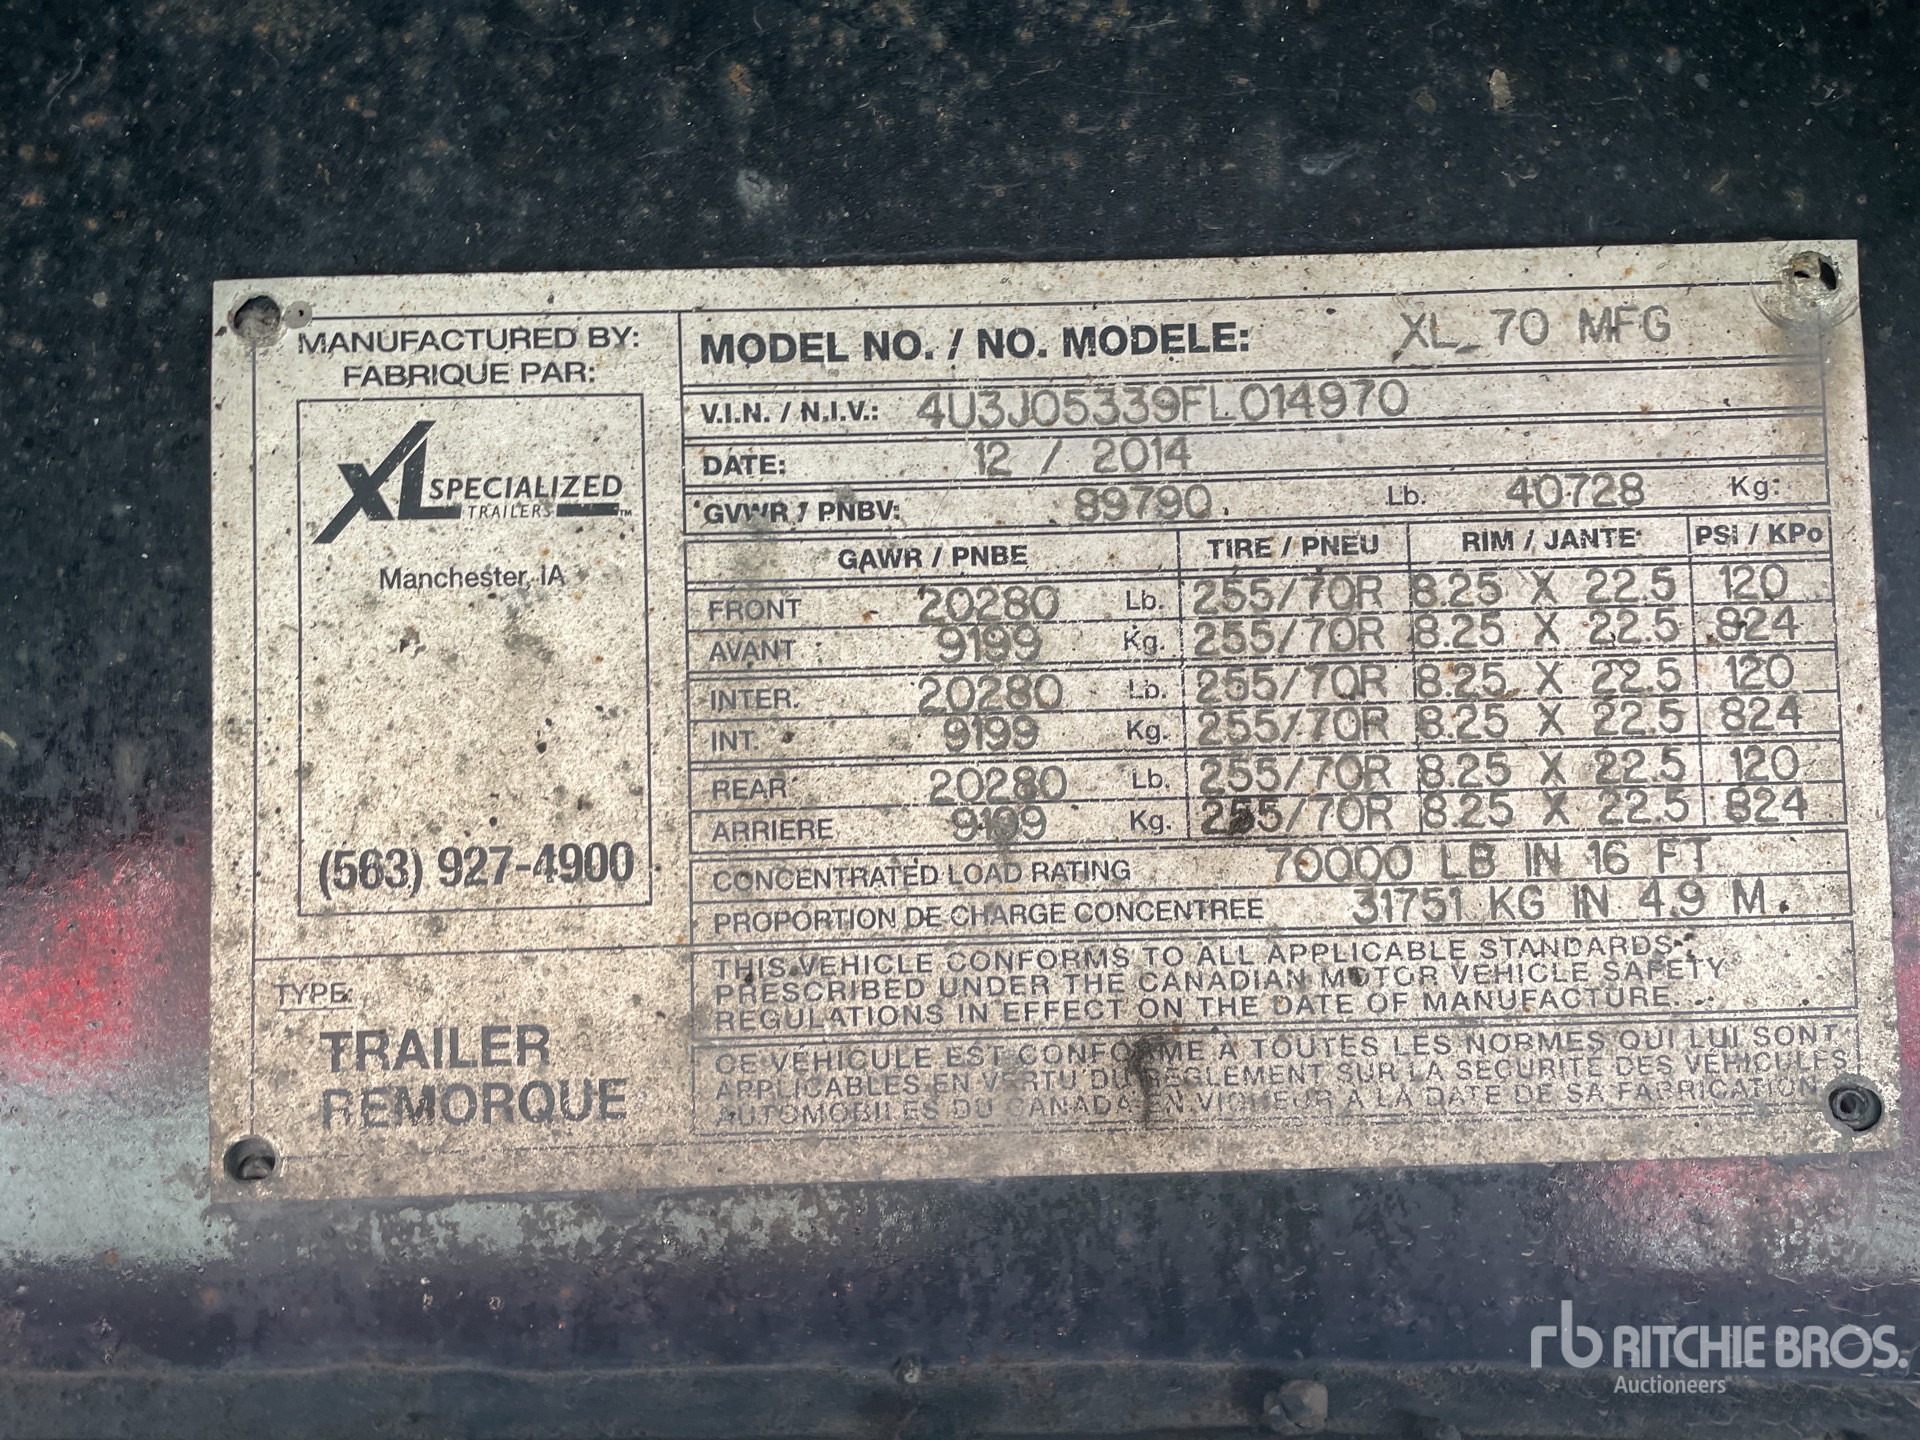 MANUFACTURED BY:
FABRIQUE PAR:
XL SPECIALIZED
TRAILERS™
Manchester, IA
(563) 927-4900
TYPE:
TRAILER
REMORQUE
MODEL NO. / NO. MODELE: XL_70 MFG
V.I.N. / N.I.V.: 4U3J05339FL014970
DATE: 12 / 2014
GVWR / PNBV: 89790 Lb. 40728 Kg.
GAWR / PNBE TIRE / PNEU RIM / JANTE PSI / KPo
FRONT 20280 Lb. 255/70R 8.25 X 22.5 120
AVANT 9199 Kg. 255/70R 8.25 X 22.5 824
INTER. 20280 Lb. 255/70R 8.25 X 22.5 120
INT. 9199 Kg. 255/70R 8.25 X 22.5 824
REAR 20280 Lb. 255/70R 8.25 X 22.5 120
ARRIERE 9199 Kg. 255/70R 8.25 X 22.5 824
CONCENTRATED LOAD RATING 70000 LB IN 16 FT
PROPORTION DE CHARGE CONCENTREE 31751 KG IN 4.9 M.
THIS VEHICLE CONFORMS TO ALL APPLICABLE STANDARDS
PRESCRIBED UNDER THE CANADIAN MOTOR VEHICLE SAFETY
REGULATIONS IN EFFECT ON THE DATE OF MANUFACTURE.
CE VÉHICULE EST CONFORME À TOUTES LES NORMES QUI LUI SONT
APPLICABLES EN VERTU DU RÈGLEMENT SUR LA SÉCURITÉ DES VÉHICULES
AUTOMOBILES DU CANADA EN VIGUEUR À LA DATE DE SA FABRICATION
rb RITCHIE BROS.
Auctioneers